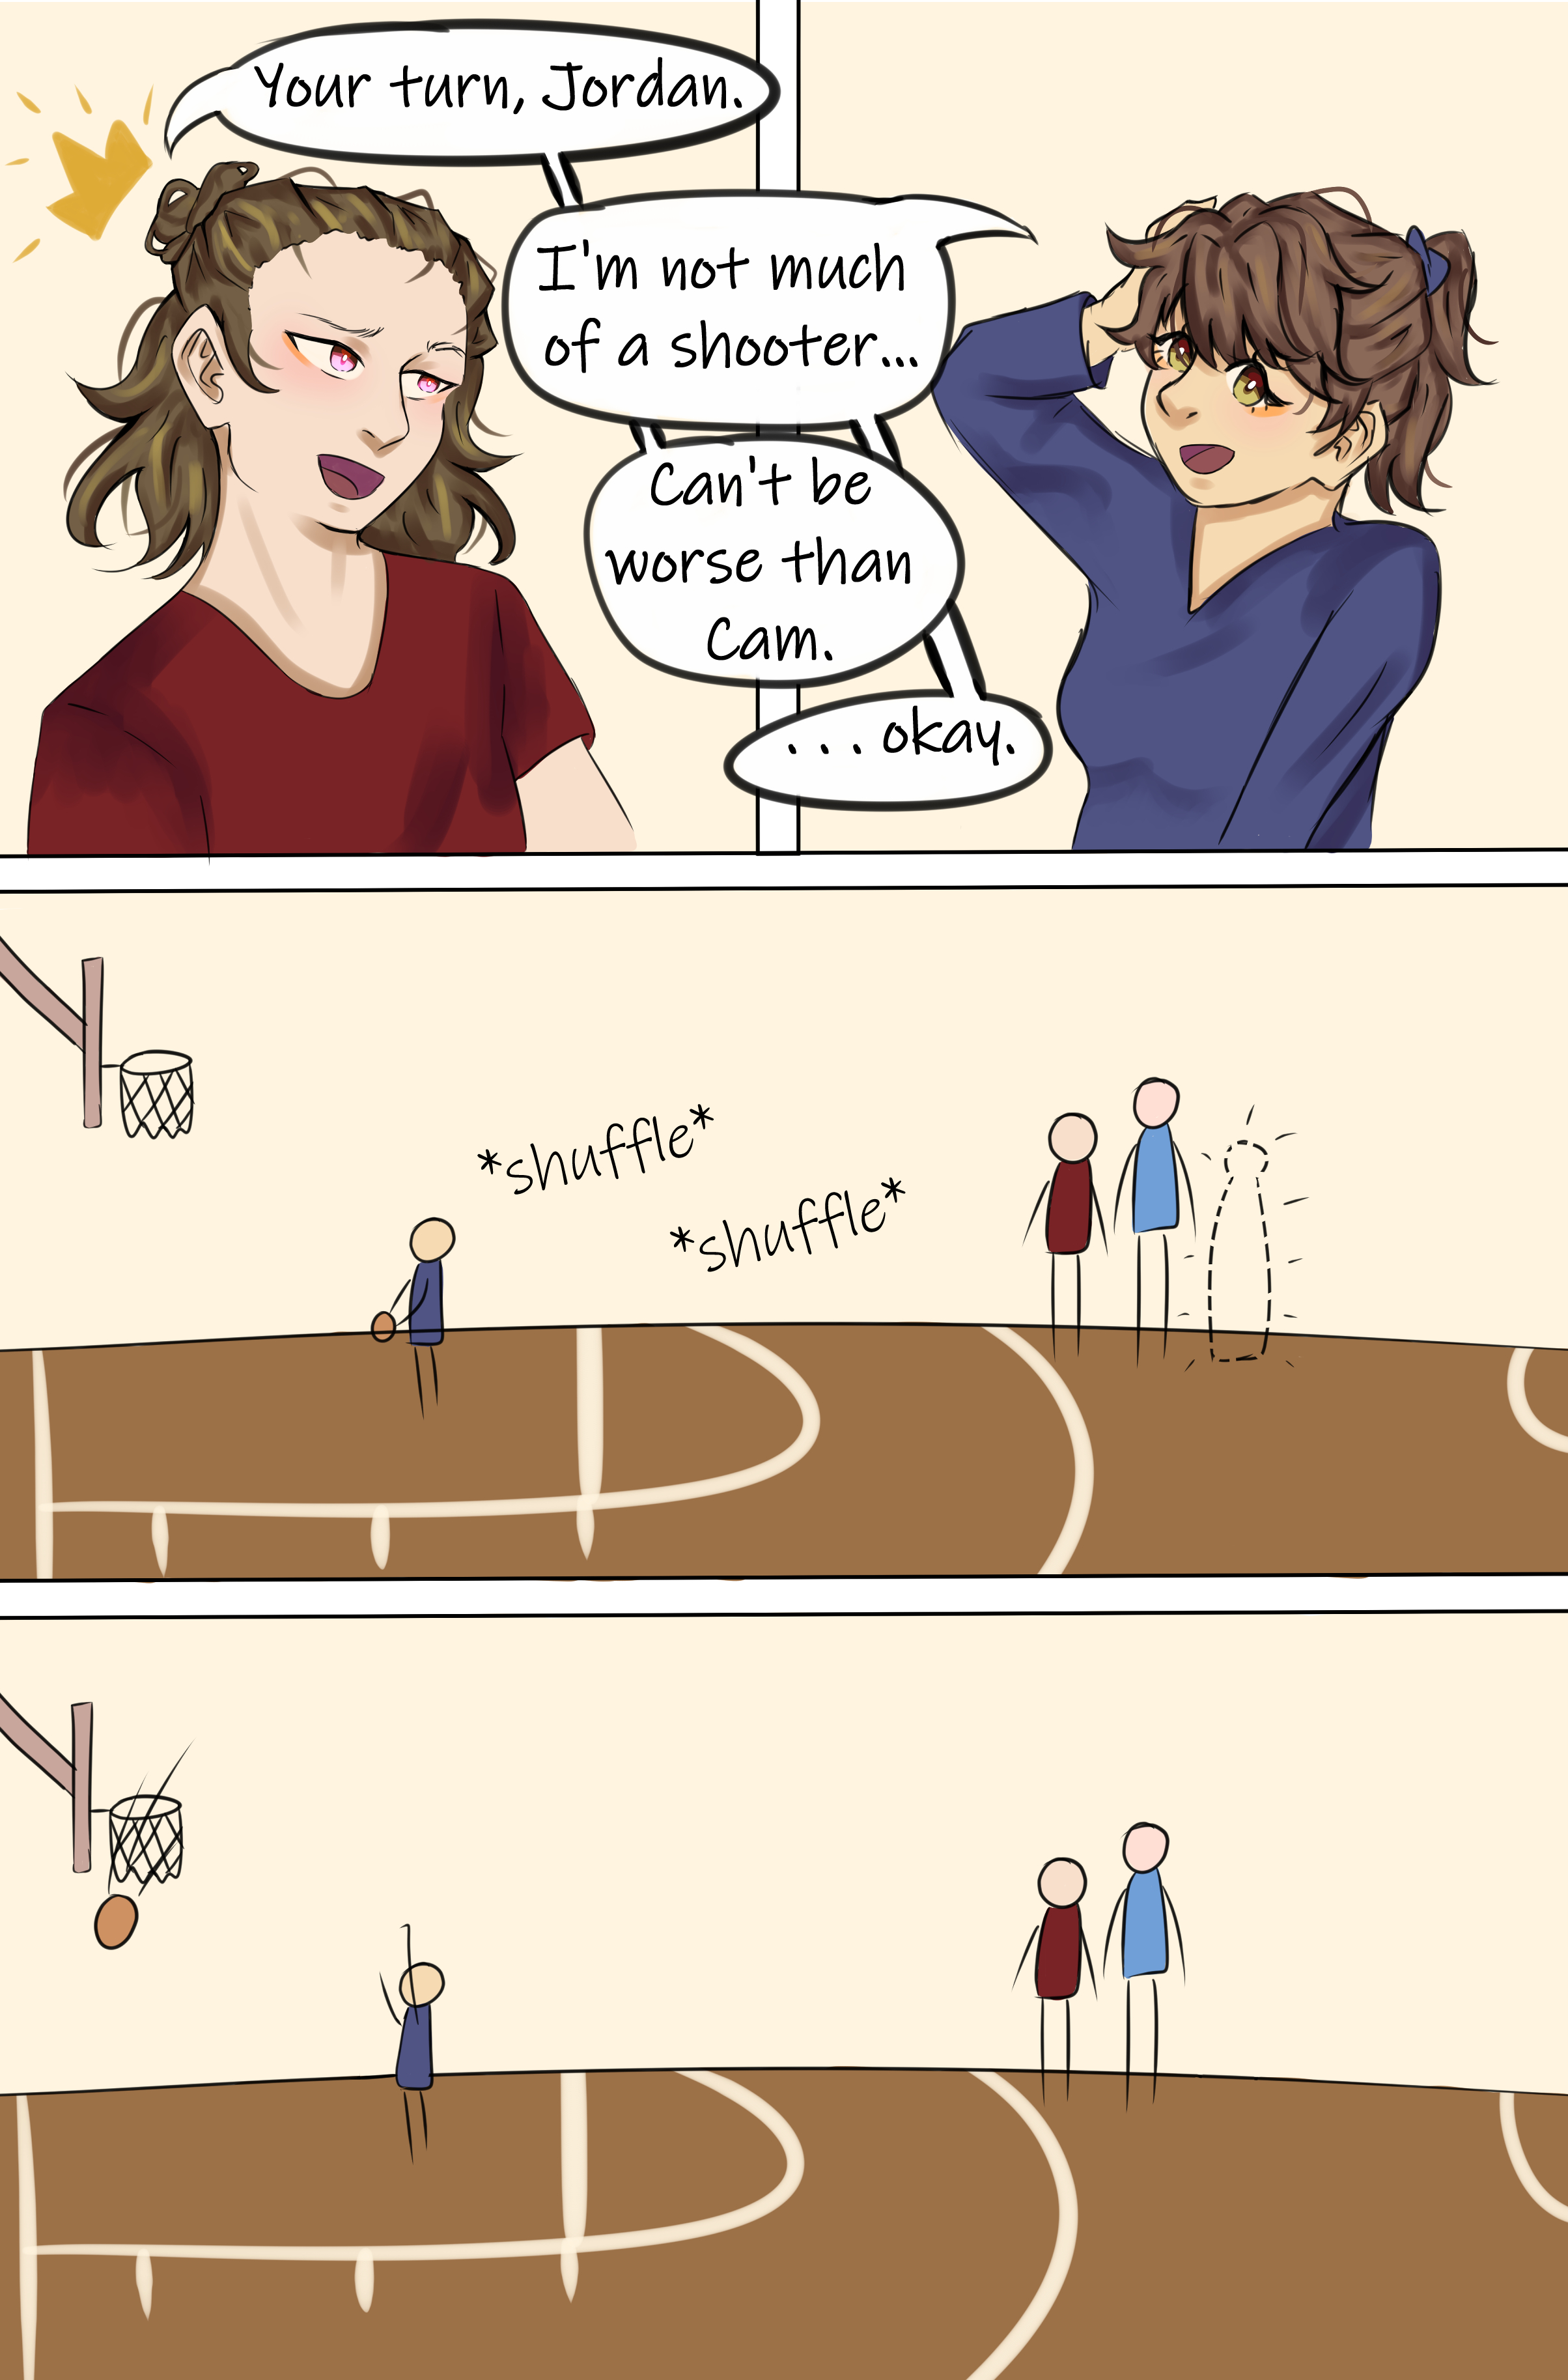 Your turn, Jordan.
I'm not much
of a shooter...
Can't be
worse than
Cam.
...okay.
*shuffle*
*shuffle*